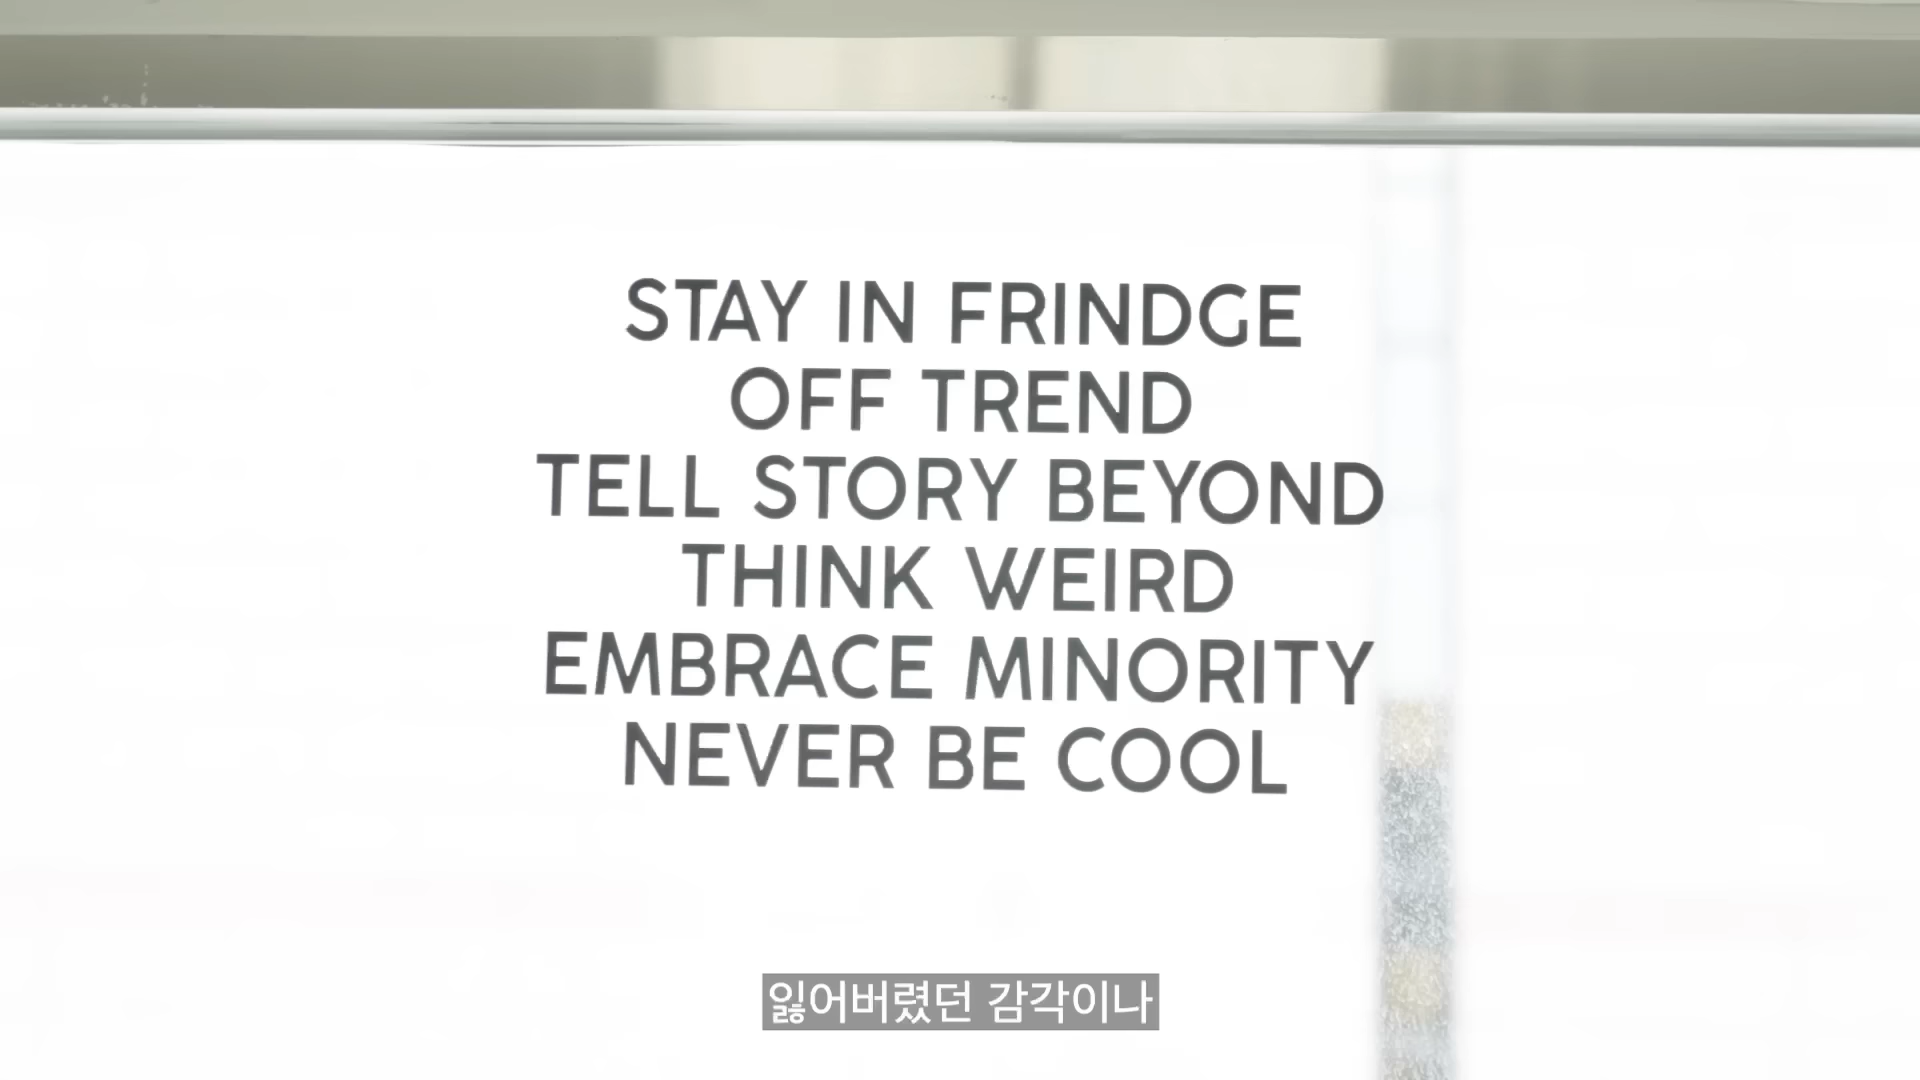 STAY IN FRINDGE
OFF TREND
TELL STORY BEYOND
THINK WEIRD
EMBRACE MINORITY
NEVER BE COOL
잃어버렸던 감각이나